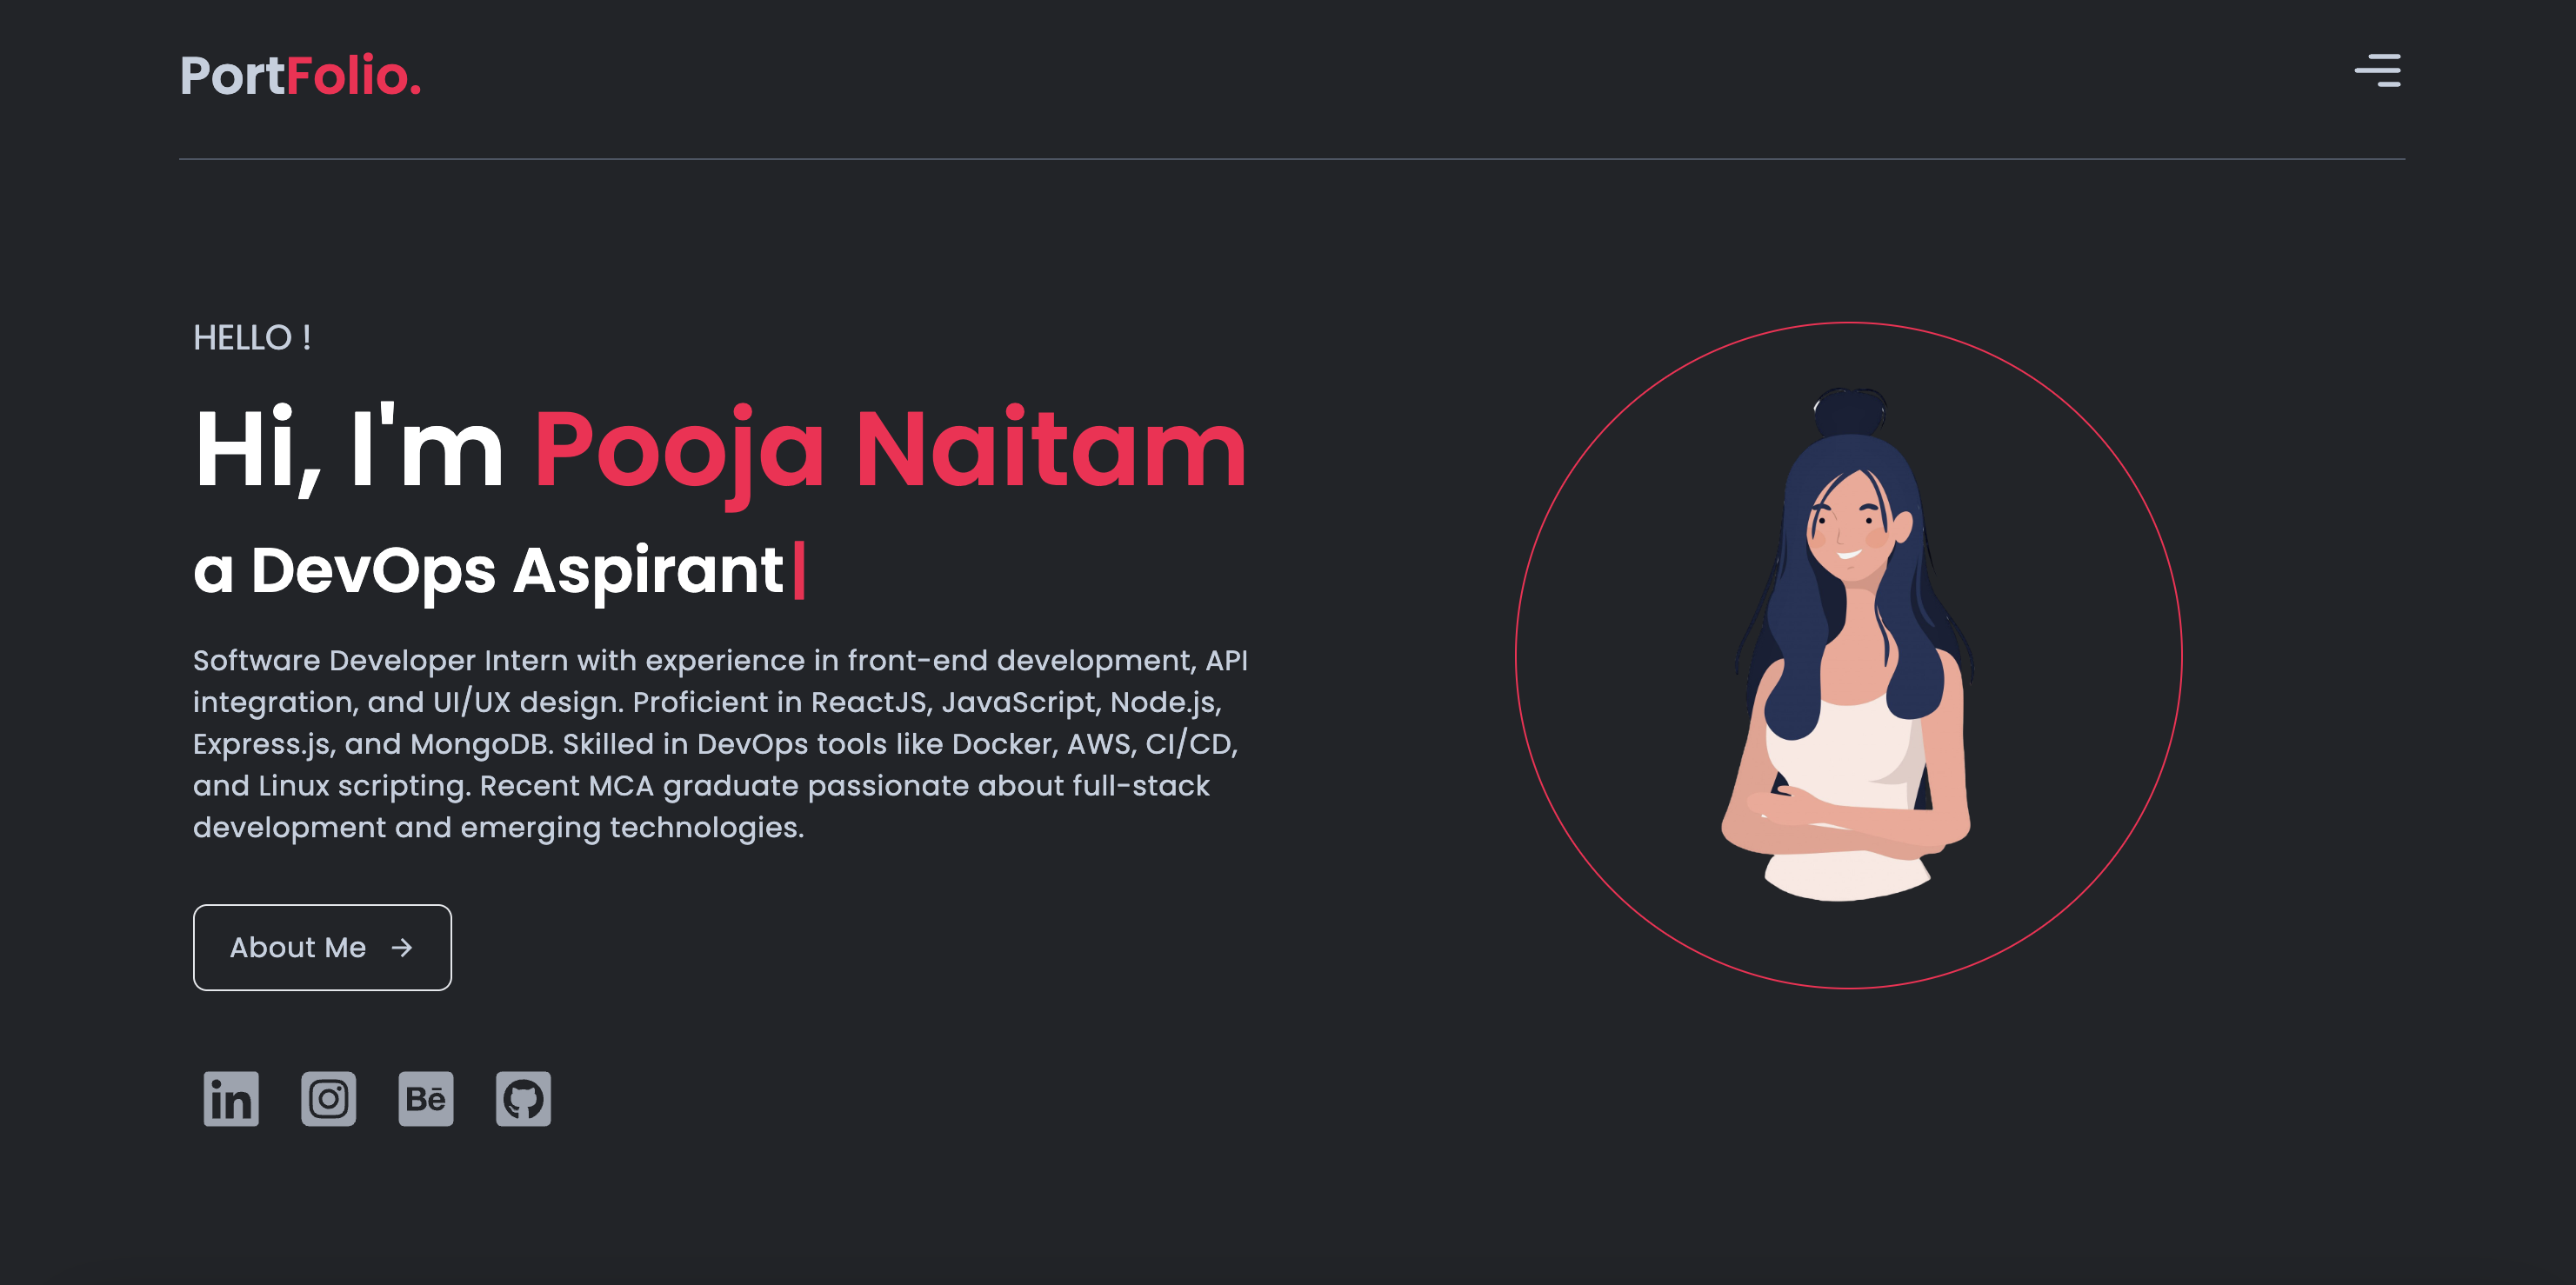 PortFolio.
HELLO !
Hi, I'm Pooja Naitam
a DevOps Aspirant
Software Developer Intern with experience in front-end development, API
integration, and UI/UX design. Proficient in ReactJS, JavaScript, Node.js,
Express.js, and MongoDB. Skilled in DevOps tools like Docker, AWS, CI/CD,
and Linux scripting. Recent MCA graduate passionate about full-stack
development and emerging technologies.
About Me →
in Bē